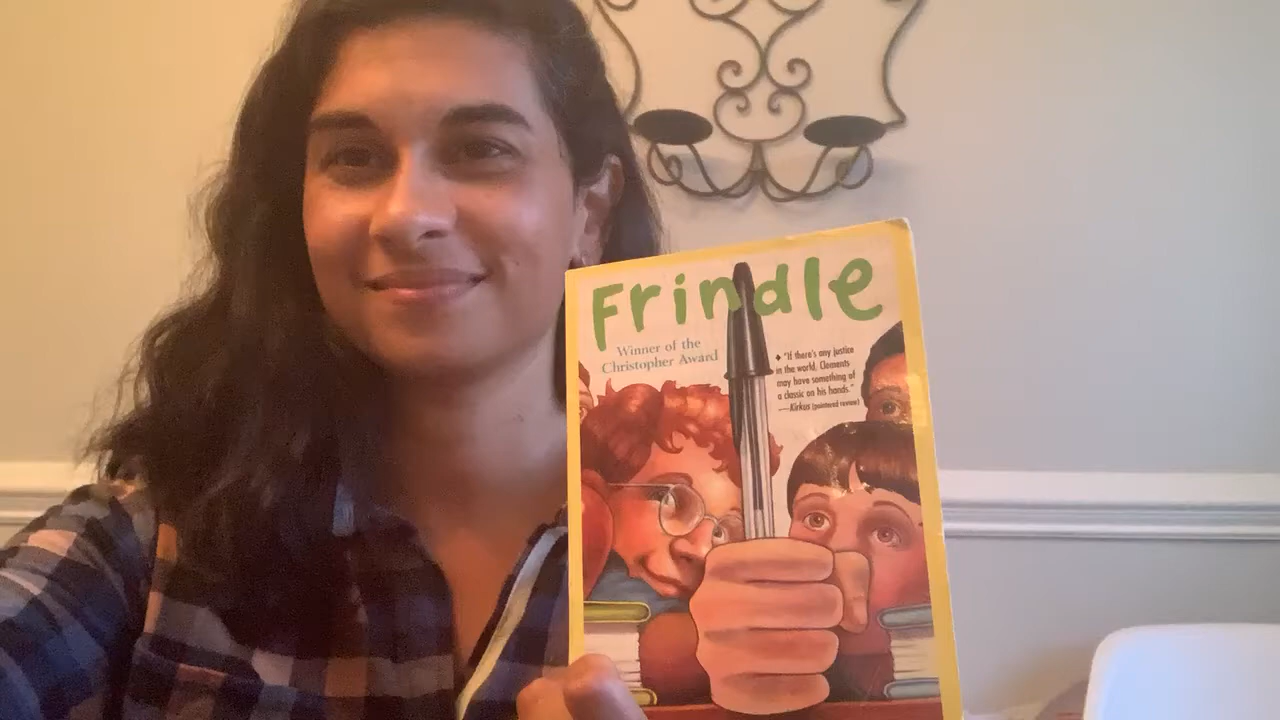 Frindle
Winner of the
Christopher Award
"If there's any justice
in the world, Clements
may have something of
a classic on his hands."
—Kirkus (pointered review)